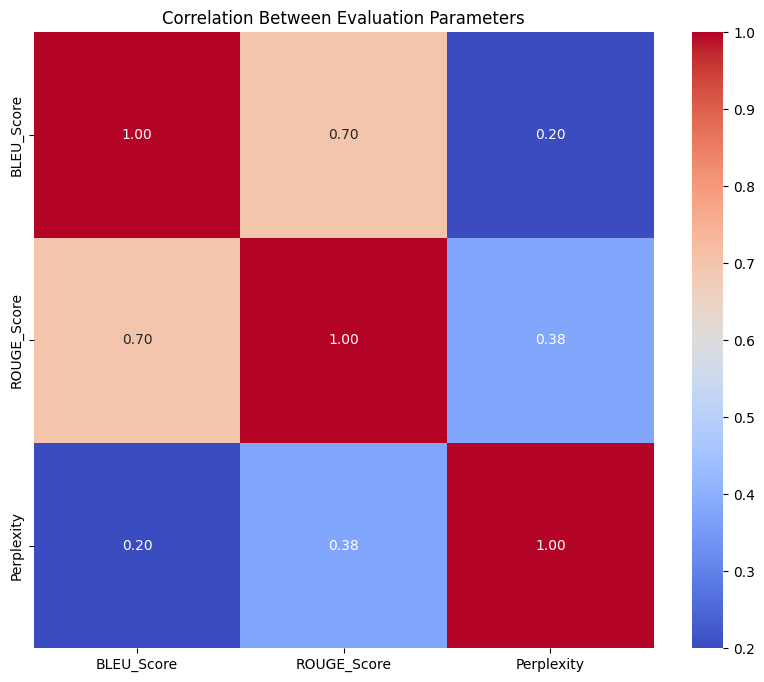 Correlation Between Evaluation Parameters
BLEU_Score
1.00
0.70
0.20
ROUGE_Score
0.70
1.00
0.38
Perplexity
0.20
0.38
1.00
BLEU_Score
ROUGE_Score
Perplexity
1.0
0.9
0.8
0.7
0.6
0.5
0.4
0.3
0.2